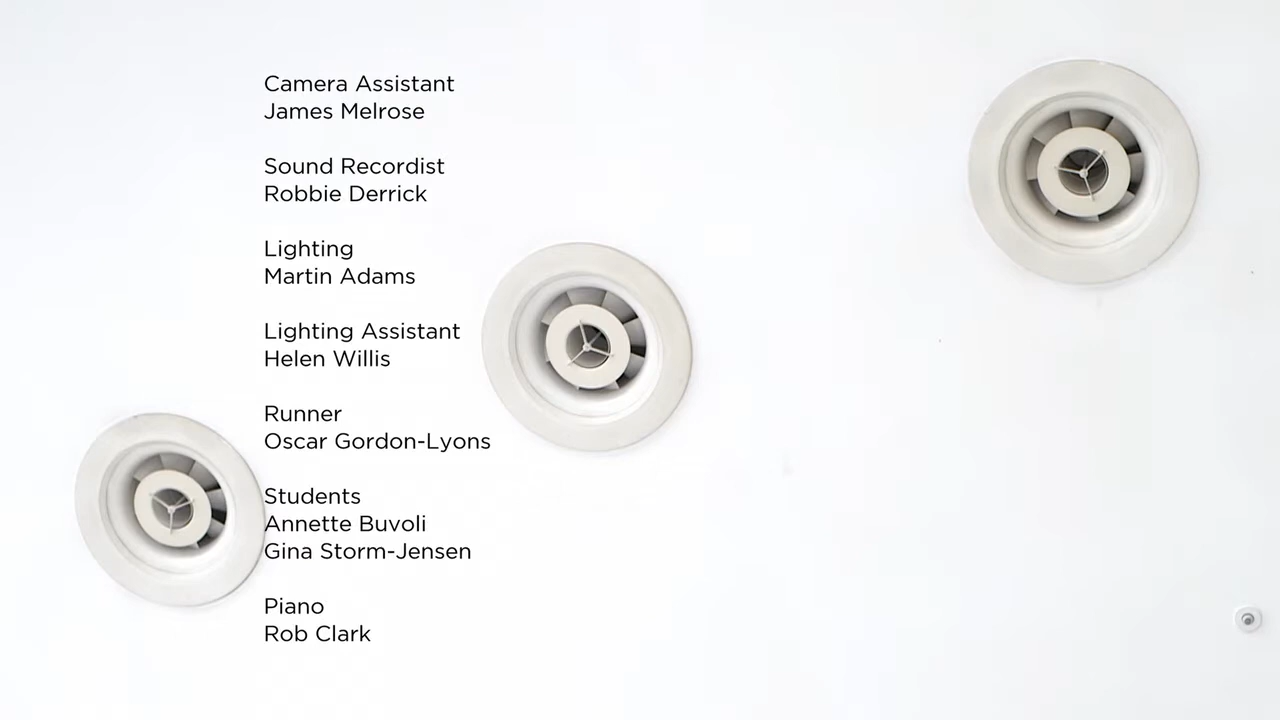 Camera Assistant
James Melrose
Sound Recordist
Robbie Derrick
Lighting
Martin Adams
Lighting Assistant
Helen Willis
Runner
Oscar Gordon-Lyons
Students
Annette Buvoli
Gina Storm-Jensen
Piano
Rob Clark